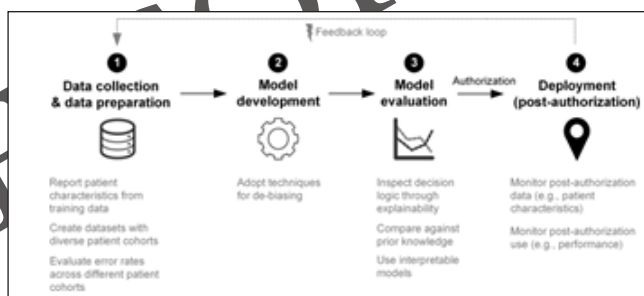 Feedback loop
1
Data collection
& data preparation
Report patient
characteristics from
training data
Create datasets with
diverse patient cohorts
Evaluate error rates
across different patient
cohorts
2
Model
development
Adopt techniques
for de-biasing
3
Model
evaluation
Inspect decision
logic through
explainability
Compare against
prior knowledge
Use interpretable
models
Authorization
4
Deployment
(post-authorization)
Monitor post-authorization
data (e.g., patient
characteristics)
Monitor post-authorization
use (e.g., performance)